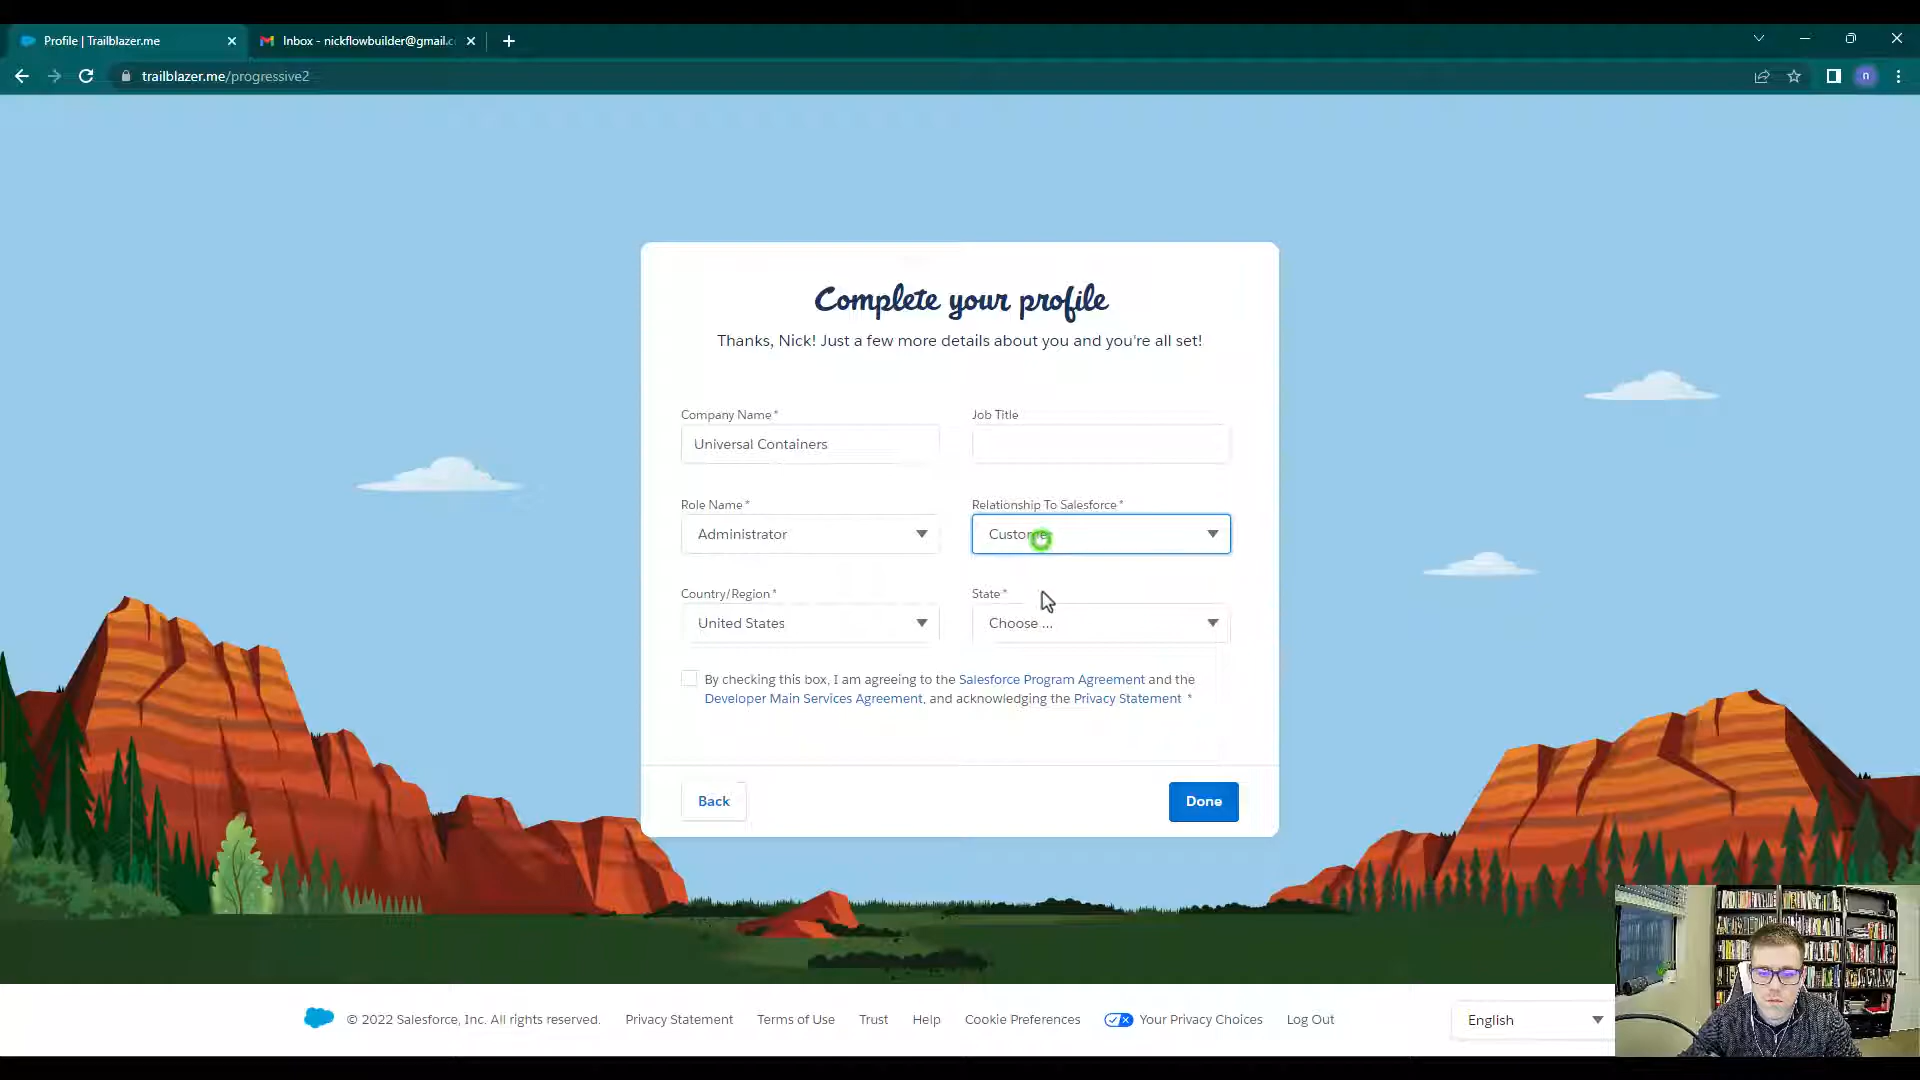 Profile | Trailblazer.me
Inbox - nickflowbuilder@gmail.c
trailblazer.me/progressive2
n
Complete your profile
Thanks, Nick! Just a few more details about you and you're all set!
Company Name*
Job Title
Universal Containers
Role Name*
Relationship To Salesforce*
Administrator
Customer
Country/Region*
State*
United States
Choose ...
By checking this box, I am agreeing to the Salesforce Program Agreement and the
Developer Main Services Agreement, and acknowledging the Privacy Statement *
Back
Done
© 2022 Salesforce, Inc. All rights reserved.
Privacy Statement
Terms of Use
Trust
Help
Cookie Preferences
Your Privacy Choices
Log Out
English